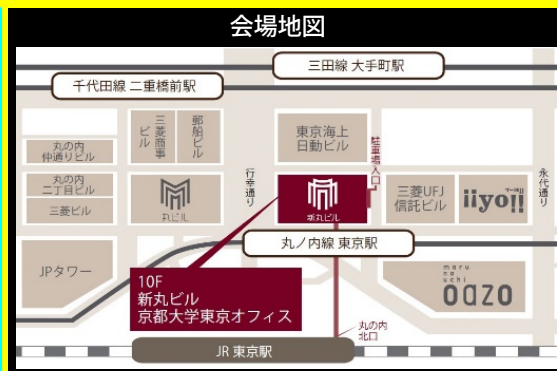 会場地図
三田線 大手町駅
千代田線 二重橋前駅
丸の内
仲通りビル
三菱商事
ビル
郵船ビル
東京海上
日動ビル
駐車場入口
行幸通り
永代通り
丸の内
二丁目ビル
三菱ビル
丸ビル
新丸ビル
三菱UFJ
信託ビル
iiyo!!
丸ノ内線 東京駅
JPタワー
10F
新丸ビル
京都大学東京オフィス
maru
no
uchi
oazo
丸の内
北口
JR 東京駅